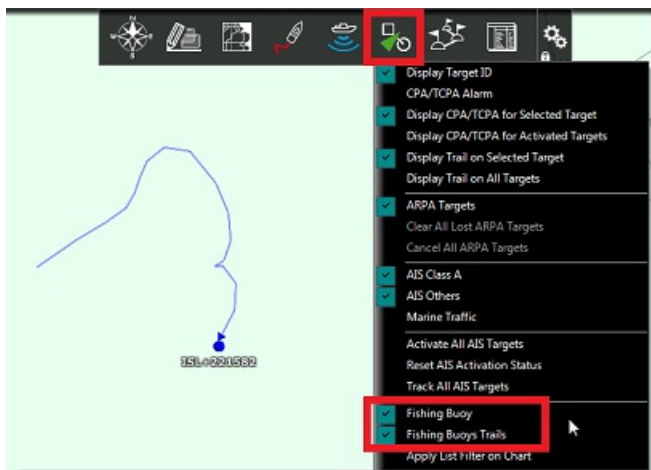 Display Target ID
CPA/TCPA Alarm
Display CPA/TCPA for Selected Target
Display CPA/TCPA for Activated Targets
Display Trail on Selected Target
Display Trail on All Targets
ARPA Targets
Clear All Lost ARPA Targets
Cancel All ARPA Targets
AIS Class A
AIS Others
Marine Traffic
Activate All AIS Targets
Reset AIS Activation Status
Track All AIS Targets
Fishing Buoy
Fishing Buoys Trails
Apply List Filter on Chart
ISL+221582